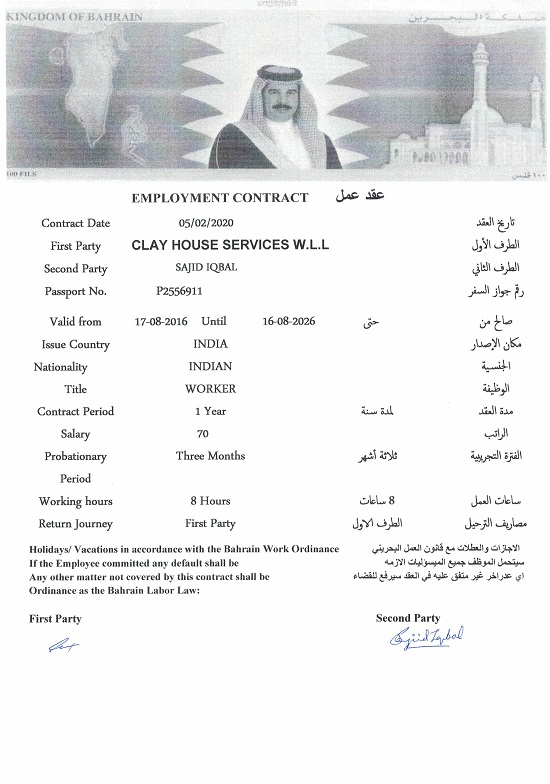 KINGDOM OF BAHRAIN مملكة البحرين
100 FILS ١٠٠ فلس
EMPLOYMENT CONTRACT عقد عمل
Contract Date 05/02/2020 تاريخ العقد
First Party CLAY HOUSE SERVICES W.L.L الطرف الأول
Second Party SAJID IQBAL الطرف الثاني
Passport No. P2556911 رقم جواز السفر
Valid from 17-08-2016 Until 16-08-2026 حتى صالح من
Issue Country INDIA مكان الإصدار
Nationality INDIAN الجنسية
Title WORKER الوظيفة
Contract Period 1 Year لمدة سنة مدة العقد
Salary 70 الراتب
Probationary Three Months ثلاثة أشهر الفترة التجريبية
Period
Working hours 8 Hours 8 ساعات ساعات العمل
Return Journey First Party الطرف الاول مصاريف الترحيل
Holidays/ Vacations in accordance with the Bahrain Work Ordinance الاجازات والعطلات مع قانون العمل البحريني
If the Employee committed any default shall be سيتحمل الموظف جميع الميسوليات الازمه
Any other matter not covered by this contract shall be اي عدراخر غير متفق عليه في العقد سيرفع للقضاء
Ordinance as the Bahrain Labor Law:
First Party Second Party
Sajid Iqbal